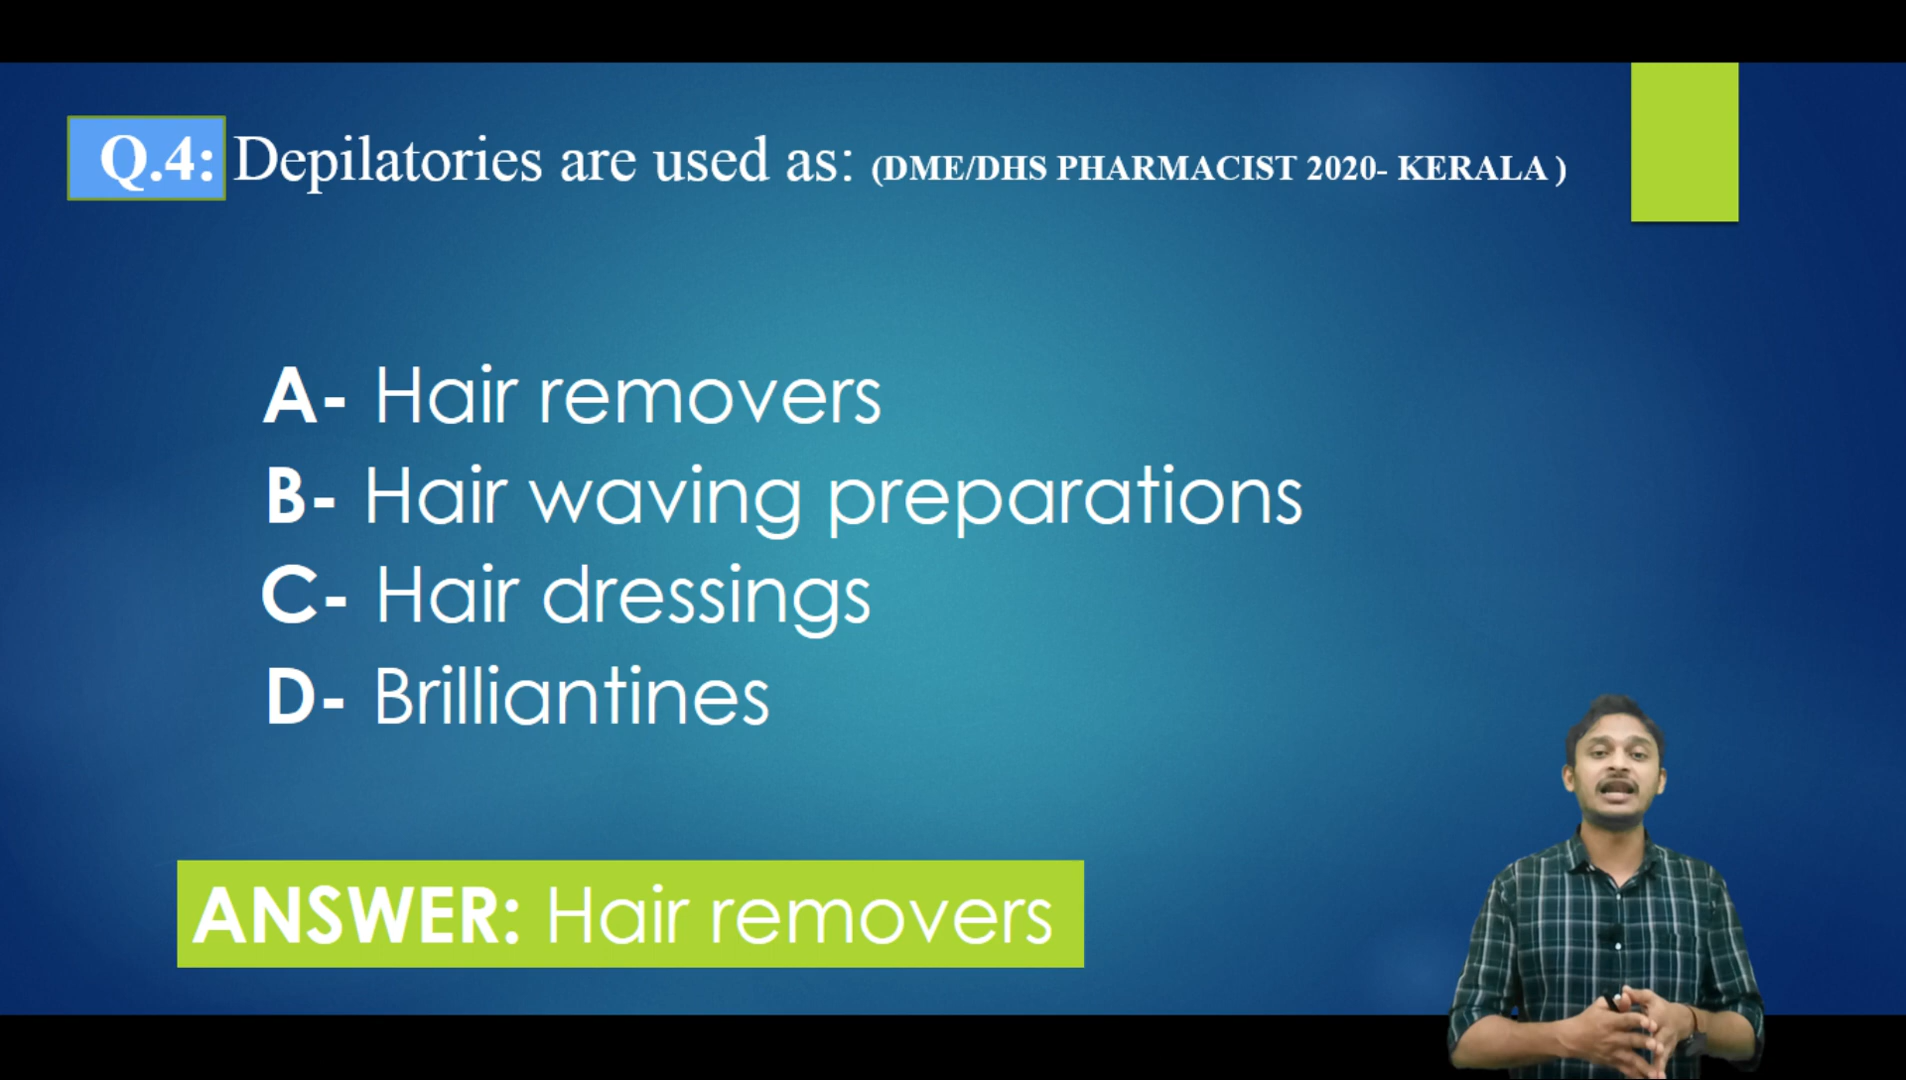 Q.4: Depilatories are used as: (DME/DHS PHARMACIST 2020- KERALA )
A- Hair removers
B- Hair waving preparations
C- Hair dressings
D- Brilliantines
ANSWER: Hair removers